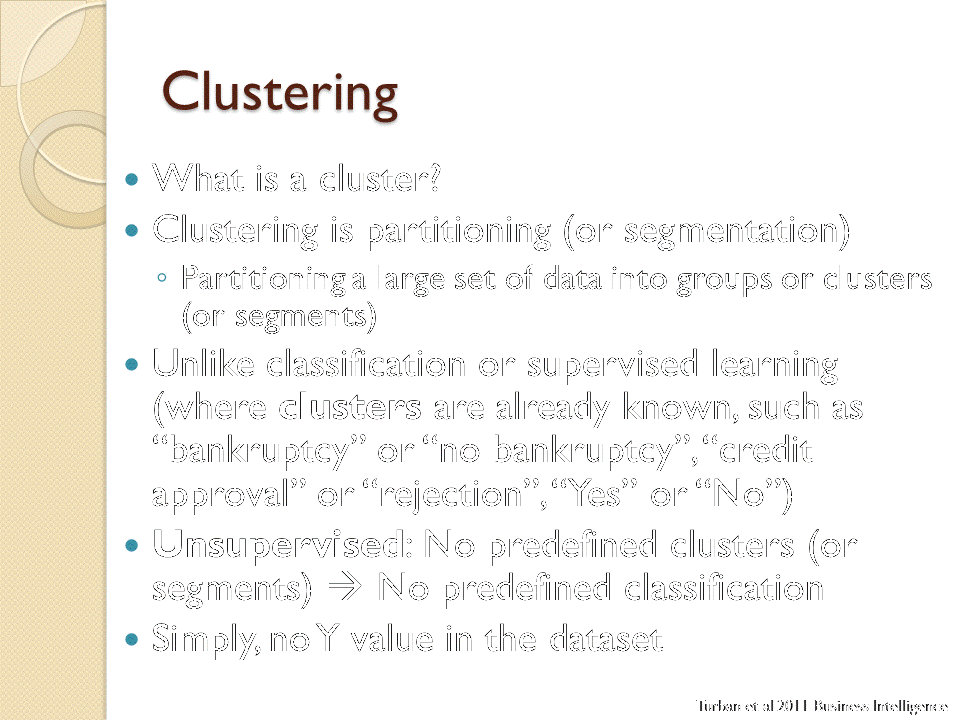 Clustering
• What is a cluster?
• Clustering is partitioning (or segmentation)
◦ Partitioning a large set of data into groups or clusters
(or segments)
• Unlike classification or supervised learning
(where clusters are already known, such as
“bankruptcy” or “no bankruptcy”, “credit
approval” or “rejection”, “Yes” or “No”)
• Unsupervised: No predefined clusters (or
segments) → No predefined classification
• Simply, no Y value in the dataset
Turban et al 2011 Business Intelligence